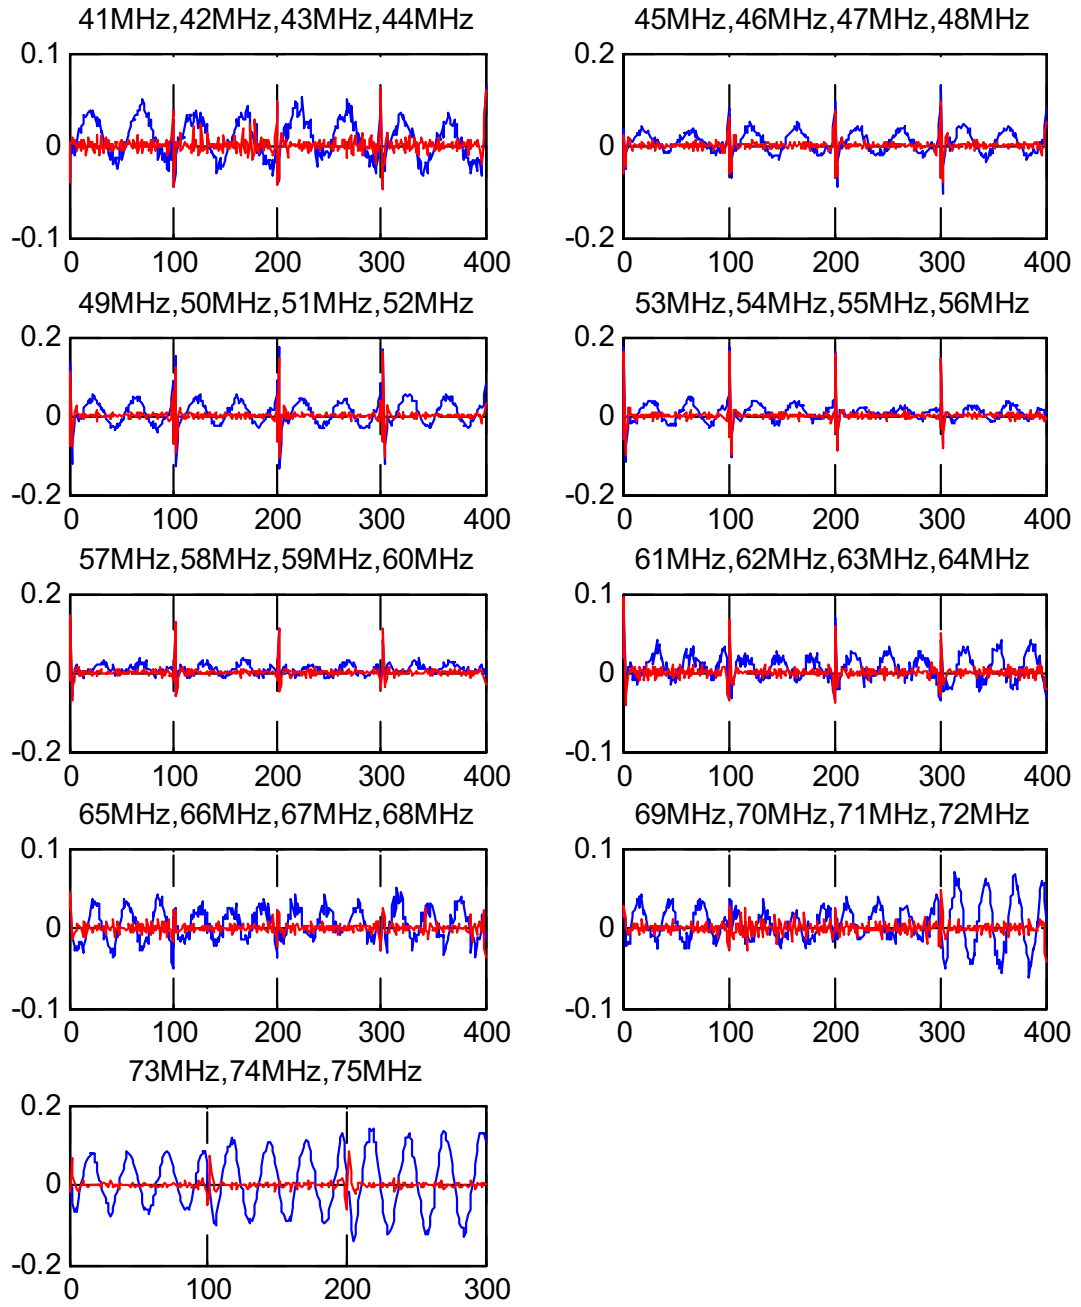 41MHz,42MHz,43MHz,44MHz
0.1
0
-0.1
0 100 200 300 400
45MHz,46MHz,47MHz,48MHz
0.2
0
-0.2
0 100 200 300 400
49MHz,50MHz,51MHz,52MHz
0.2
0
-0.2
0 100 200 300 400
53MHz,54MHz,55MHz,56MHz
0.2
0
-0.2
0 100 200 300 400
57MHz,58MHz,59MHz,60MHz
0.2
0
-0.2
0 100 200 300 400
61MHz,62MHz,63MHz,64MHz
0.1
0
-0.1
0 100 200 300 400
65MHz,66MHz,67MHz,68MHz
0.1
0
-0.1
0 100 200 300 400
69MHz,70MHz,71MHz,72MHz
0.1
0
-0.1
0 100 200 300 400
73MHz,74MHz,75MHz
0.2
0
-0.2
0 100 200 300